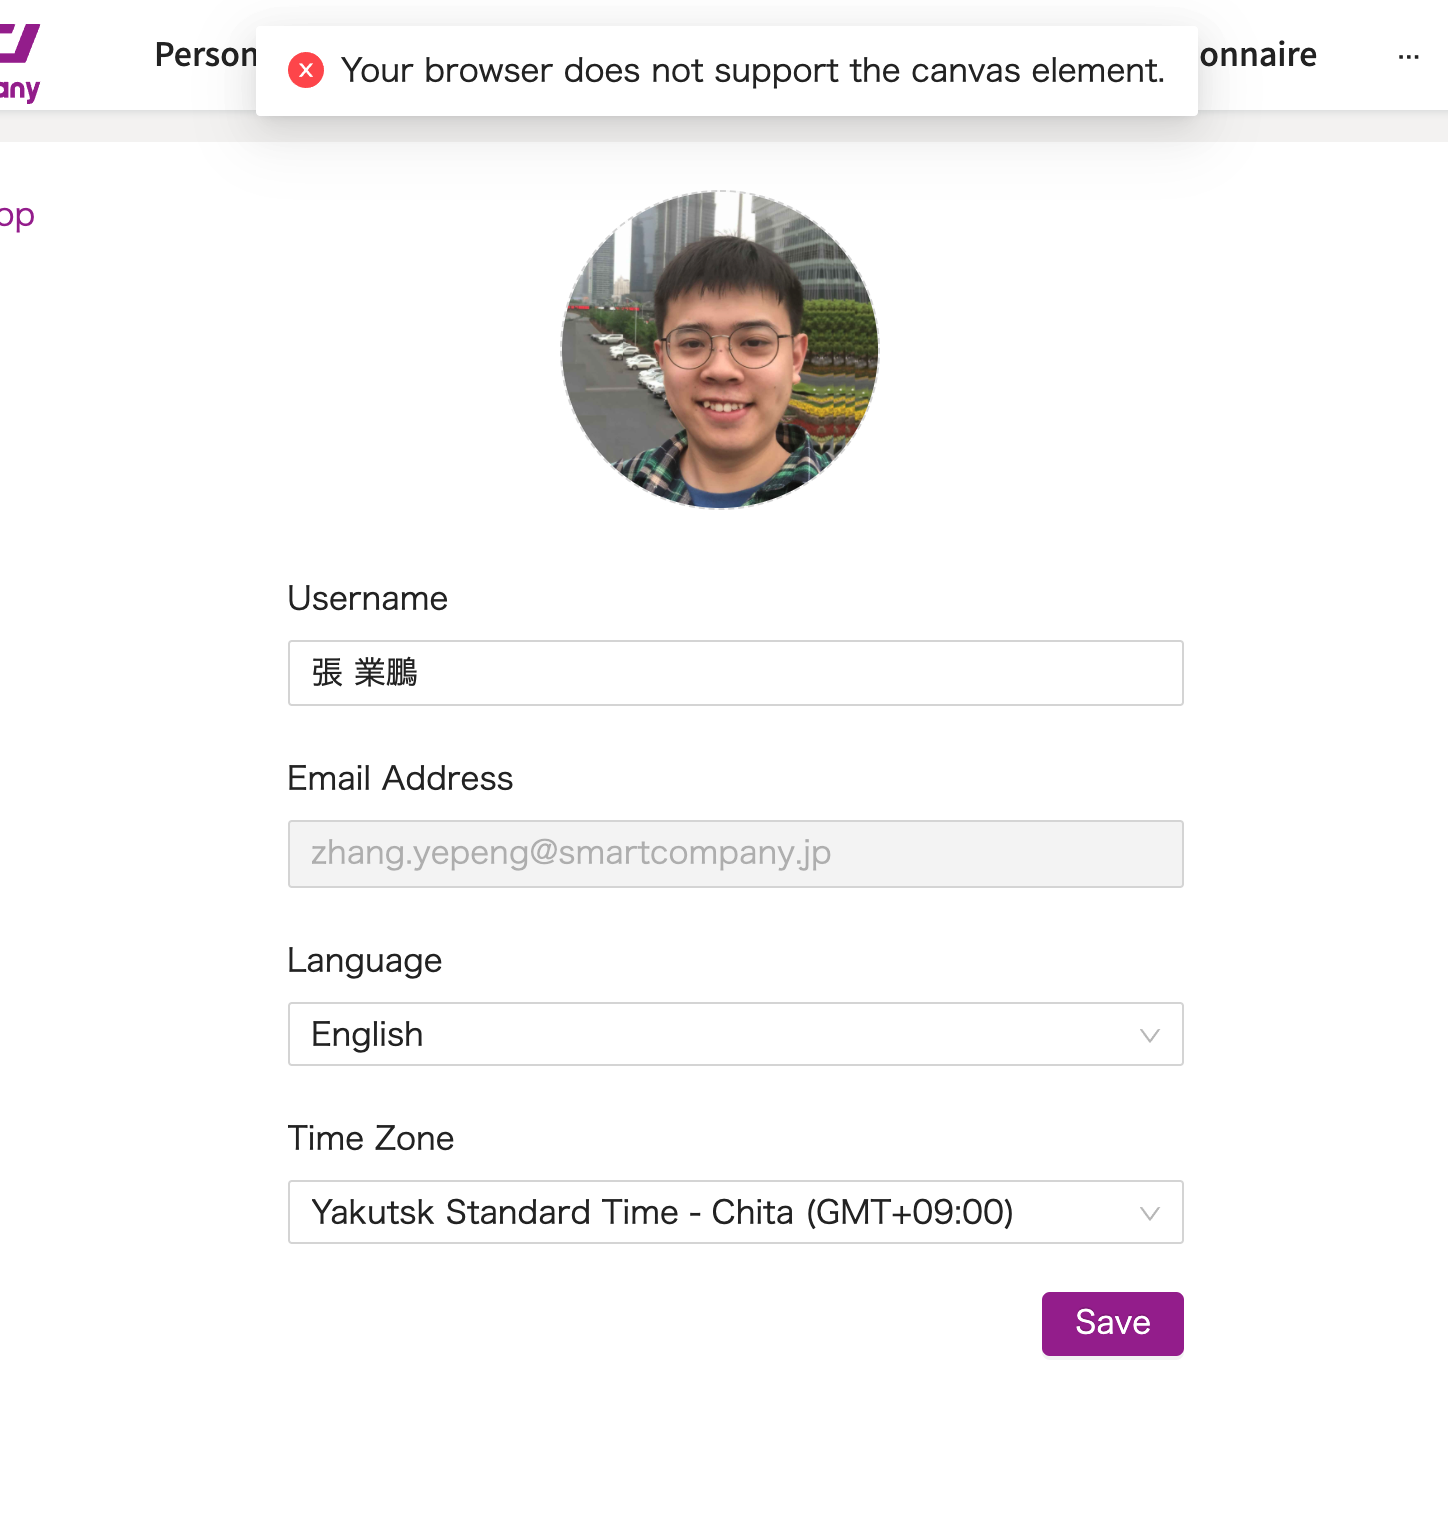 Person
Your browser does not support the canvas element.
onnaire
...
any
op
Username
張 業鵬
Email Address
zhang.yepeng@smartcompany.jp
Language
English
Time Zone
Yakutsk Standard Time - Chita (GMT+09:00)
Save